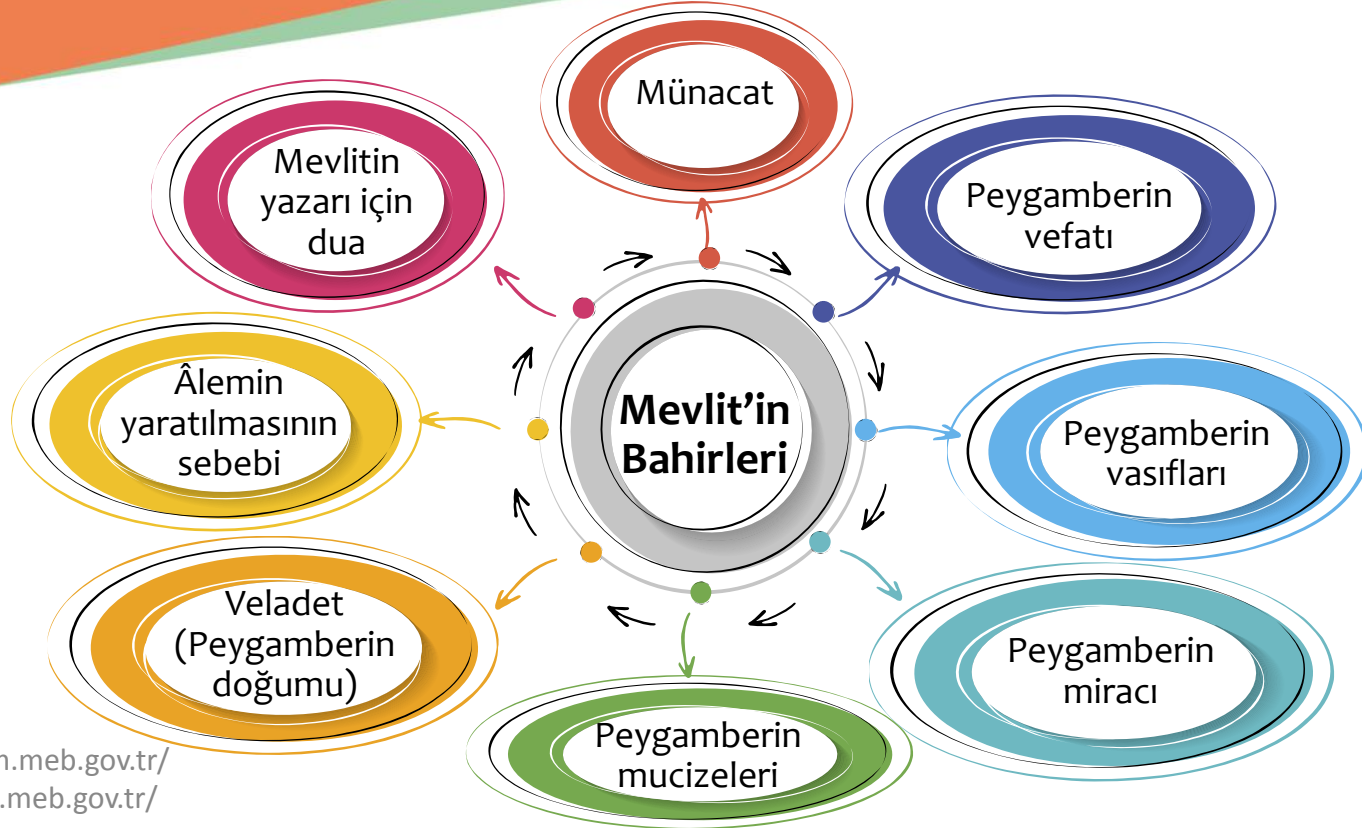 Münacat
Peygamberin
vefatı
Peygamberin
vasıfları
Peygamberin
miracı
Peygamberin
mucizeleri
Veladet
(Peygamberin
doğumu)
Âlemin
yaratılmasının
sebebi
Mevlitin
yazarı için
dua
Mevlit’in
Bahirleri
m.meb.gov.tr/
.meb.gov.tr/